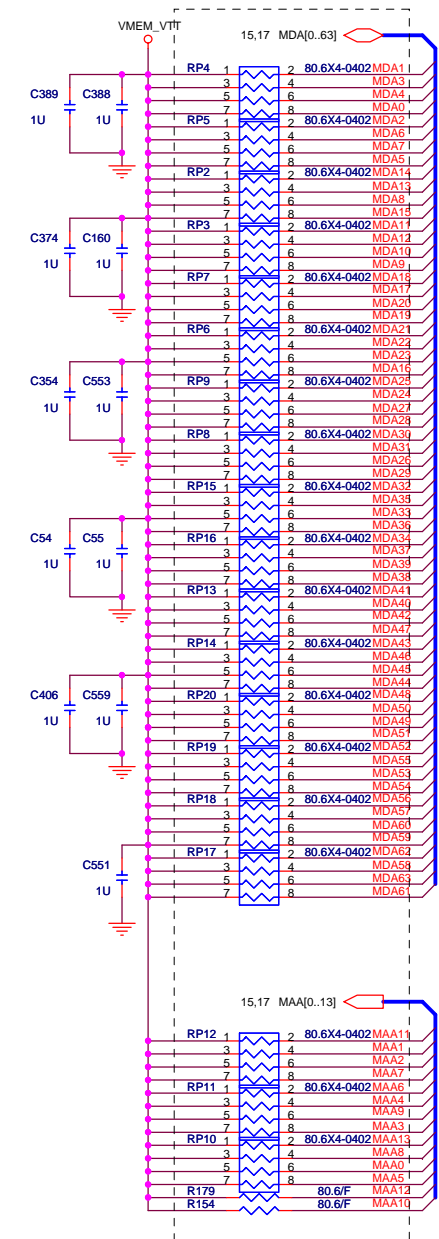 VMEM_VTT
15,17 MDA[0..63]
RP4 1 2 80.6X4-0402 MDA1
3 4 MDA3
5 6 MDA4
7 8 MDA0
RP5 1 2 80.6X4-0402 MDA2
3 4 MDA6
5 6 MDA7
7 8 MDA5
RP2 1 2 80.6X4-0402 MDA14
3 4 MDA13
5 6 MDA8
7 8 MDA15
RP3 1 2 80.6X4-0402 MDA11
3 4 MDA12
5 6 MDA10
7 8 MDA9
RP7 1 2 80.6X4-0402 MDA18
3 4 MDA17
5 6 MDA20
7 8 MDA19
RP6 1 2 80.6X4-0402 MDA21
3 4 MDA22
5 6 MDA23
7 8 MDA16
RP9 1 2 80.6X4-0402 MDA25
3 4 MDA24
5 6 MDA27
7 8 MDA28
RP8 1 2 80.6X4-0402 MDA30
3 4 MDA31
5 6 MDA26
7 8 MDA29
RP15 1 2 80.6X4-0402 MDA32
3 4 MDA35
5 6 MDA33
7 8 MDA36
RP16 1 2 80.6X4-0402 MDA34
3 4 MDA37
5 6 MDA39
7 8 MDA38
RP13 1 2 80.6X4-0402 MDA41
3 4 MDA40
5 6 MDA42
7 8 MDA47
RP14 1 2 80.6X4-0402 MDA43
3 4 MDA46
5 6 MDA45
7 8 MDA44
RP20 1 2 80.6X4-0402 MDA48
3 4 MDA50
5 6 MDA49
7 8 MDA51
RP19 1 2 80.6X4-0402 MDA52
3 4 MDA55
5 6 MDA53
7 8 MDA54
RP18 1 2 80.6X4-0402 MDA56
3 4 MDA57
5 6 MDA60
7 8 MDA59
RP17 1 2 80.6X4-0402 MDA62
3 4 MDA58
5 6 MDA63
7 8 MDA61
C389 C388
1U 1U
C374 C160
1U 1U
C354 C553
1U 1U
C54 C55
1U 1U
C406 C559
1U 1U
C551
1U
15,17 MAA[0..13]
RP12 1 2 80.6X4-0402 MAA11
3 4 MAA1
5 6 MAA2
7 8 MAA7
RP11 1 2 80.6X4-0402 MAA6
3 4 MAA4
5 6 MAA9
7 8 MAA3
RP10 1 2 80.6X4-0402 MAA13
3 4 MAA8
5 6 MAA0
7 8 MAA5
R179 80.6/F MAA12
R154 80.6/F MAA10